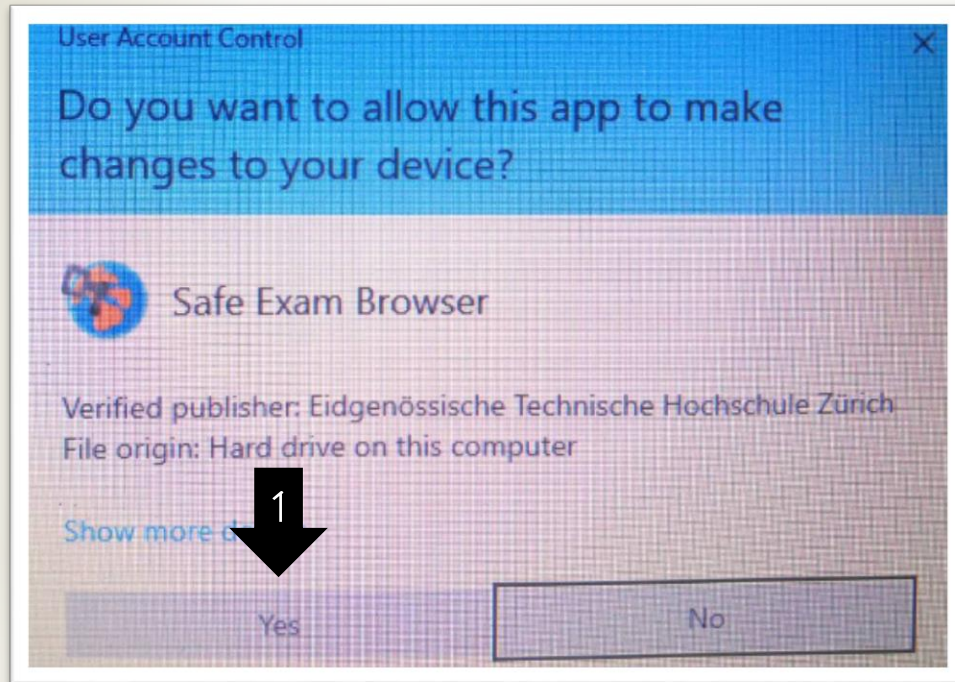 User Account Control
Do you want to allow this app to make
changes to your device?
Safe Exam Browser
Verified publisher: Eidgenössische Technische Hochschule Zürich
File origin: Hard drive on this computer
1
Show more
Yes
No